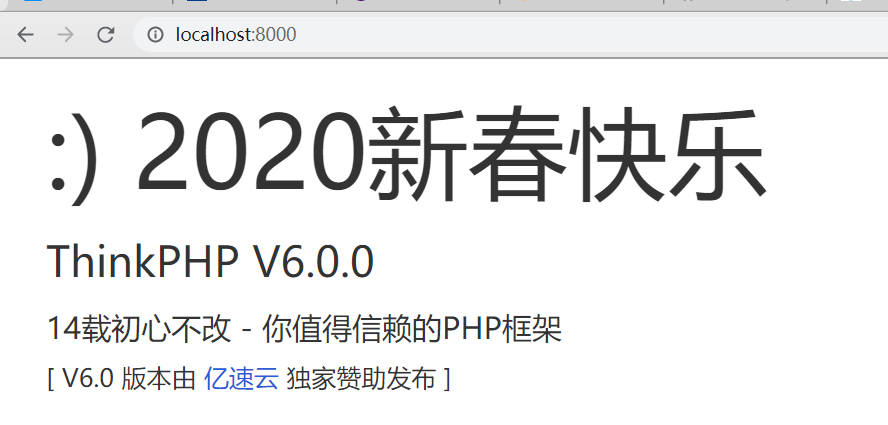 localhost:8000
:) 2020新春快乐
ThinkPHP V6.0.0
14载初心不改 - 你值得信赖的PHP框架
[ V6.0 版本由 亿速云 独家赞助发布 ]